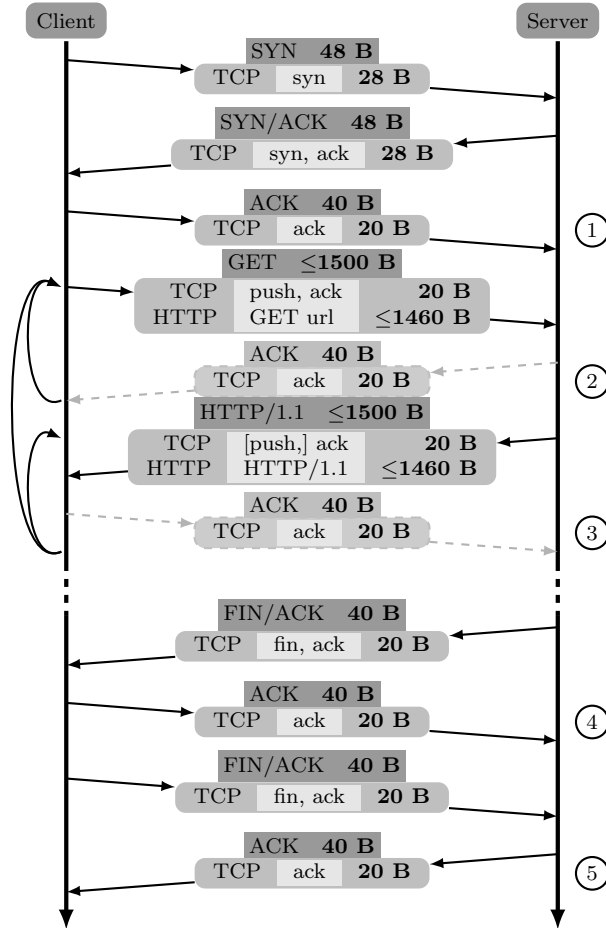 Client Server
SYN 48 B
TCP syn 28 B
SYN/ACK 48 B
TCP syn, ack 28 B
ACK 40 B
TCP ack 20 B 1
GET ≤1500 B
TCP push, ack 20 B
HTTP GET url ≤1460 B
ACK 40 B
TCP ack 20 B 2
HTTP/1.1 ≤1500 B
TCP [push,] ack 20 B
HTTP HTTP/1.1 ≤1460 B
ACK 40 B
TCP ack 20 B 3
FIN/ACK 40 B
TCP fin, ack 20 B
ACK 40 B
TCP ack 20 B 4
FIN/ACK 40 B
TCP fin, ack 20 B
ACK 40 B
TCP ack 20 B 5